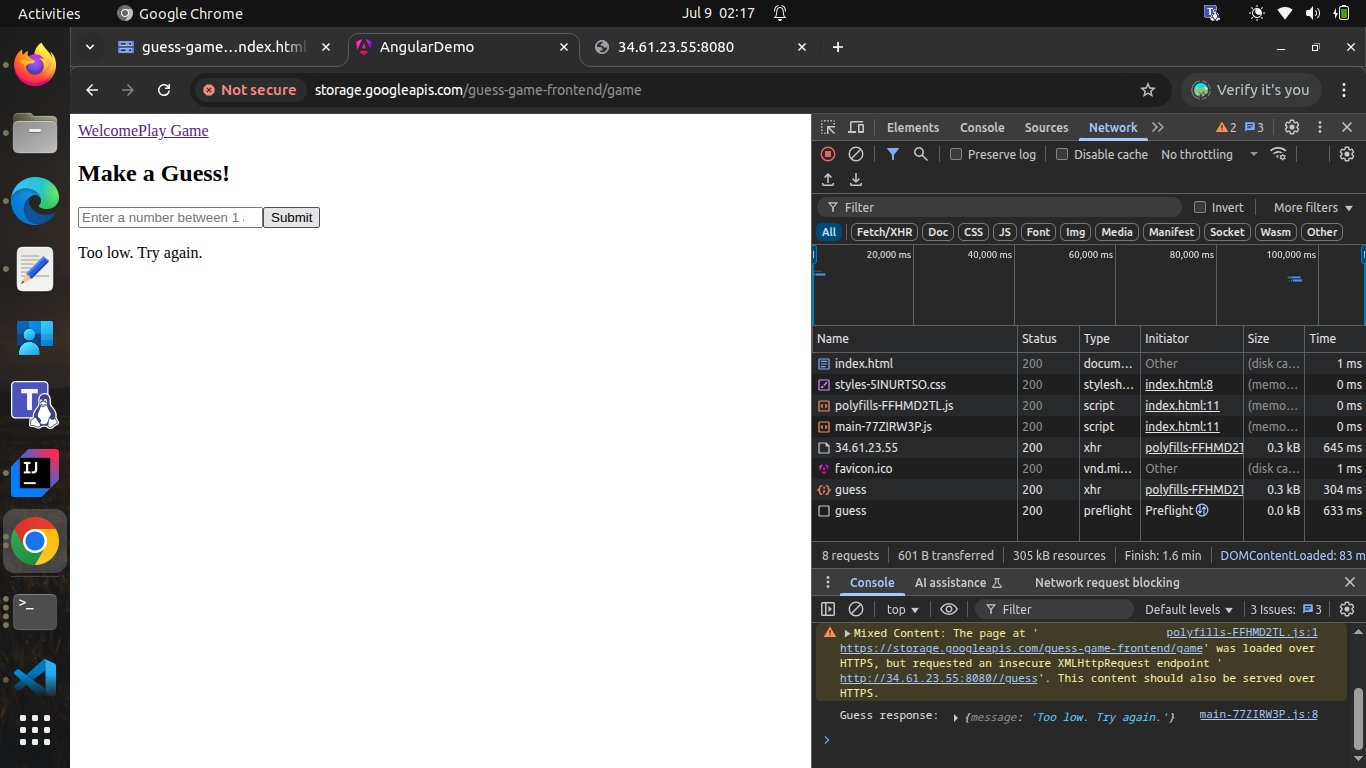 Activities
Google Chrome
Jul 9 02:17
guess-game…ndex.html
AngularDemo
34.61.23.55:8080
Not secure
storage.googleapis.com/guess-game-frontend/game
Verify it's you
WelcomePlay Game
Make a Guess!
Enter a number between 1
Submit
Too low. Try again.
Elements
Console
Sources
Network
2
3
Preserve log
Disable cache
No throttling
Filter
Invert
More filters
All
Fetch/XHR
Doc
CSS
JS
Font
Img
Media
Manifest
Socket
Wasm
Other
20,000 ms
40,000 ms
60,000 ms
80,000 ms
100,000 ms
Name Status Type Initiator Size Time
index.html 200 docum... Other (disk ca... 1 ms
styles-5INURTSO.css 200 stylesh... index.html:8 (memo... 0 ms
polyfills-FFHMD2TL.js 200 script index.html:11 (memo... 0 ms
main-77ZIRW3P.js 200 script index.html:11 (memo... 0 ms
34.61.23.55 200 xhr polyfills-FFHMD2T 0.3 kB 645 ms
favicon.ico 200 vnd.mi... Other (disk ca... 1 ms
guess 200 xhr polyfills-FFHMD2T 0.3 kB 304 ms
guess 200 preflight Preflight 0.0 kB 633 ms
8 requests
601 B transferred
305 kB resources
Finish: 1.6 min
DOMContentLoaded: 83 m
Console
AI assistance
Network request blocking
top
Filter
Default levels
3 Issues:
3
Mixed Content: The page at ' polyfills-FFHMD2TL.js:1
https://storage.googleapis.com/guess-game-frontend/game' was loaded over
HTTPS, but requested an insecure XMLHttpRequest endpoint '
http://34.61.23.55:8080//guess'. This content should also be served over
HTTPS.
Guess response: {message: 'Too low. Try again.'} main-77ZIRW3P.js:8